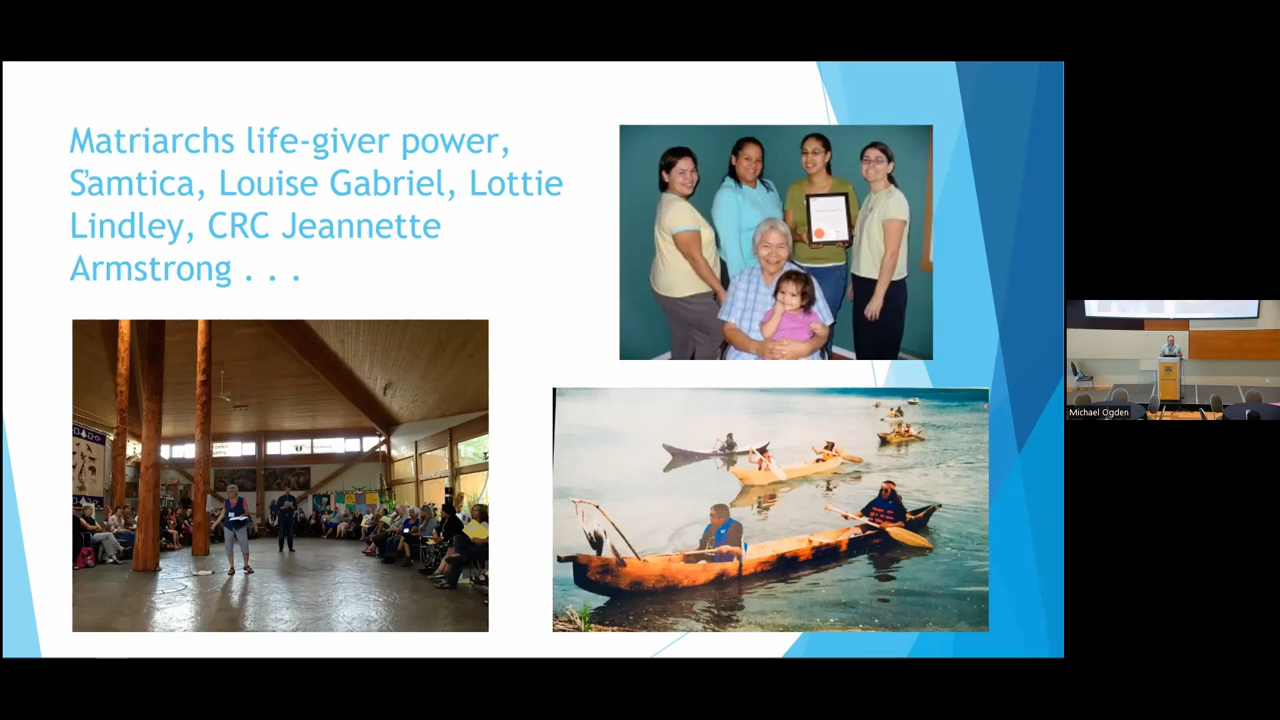 Matriarchs life-giver power,
S'amtica, Louise Gabriel, Lottie
Lindley, CRC Jeannette
Armstrong . . .
Michael Ogden